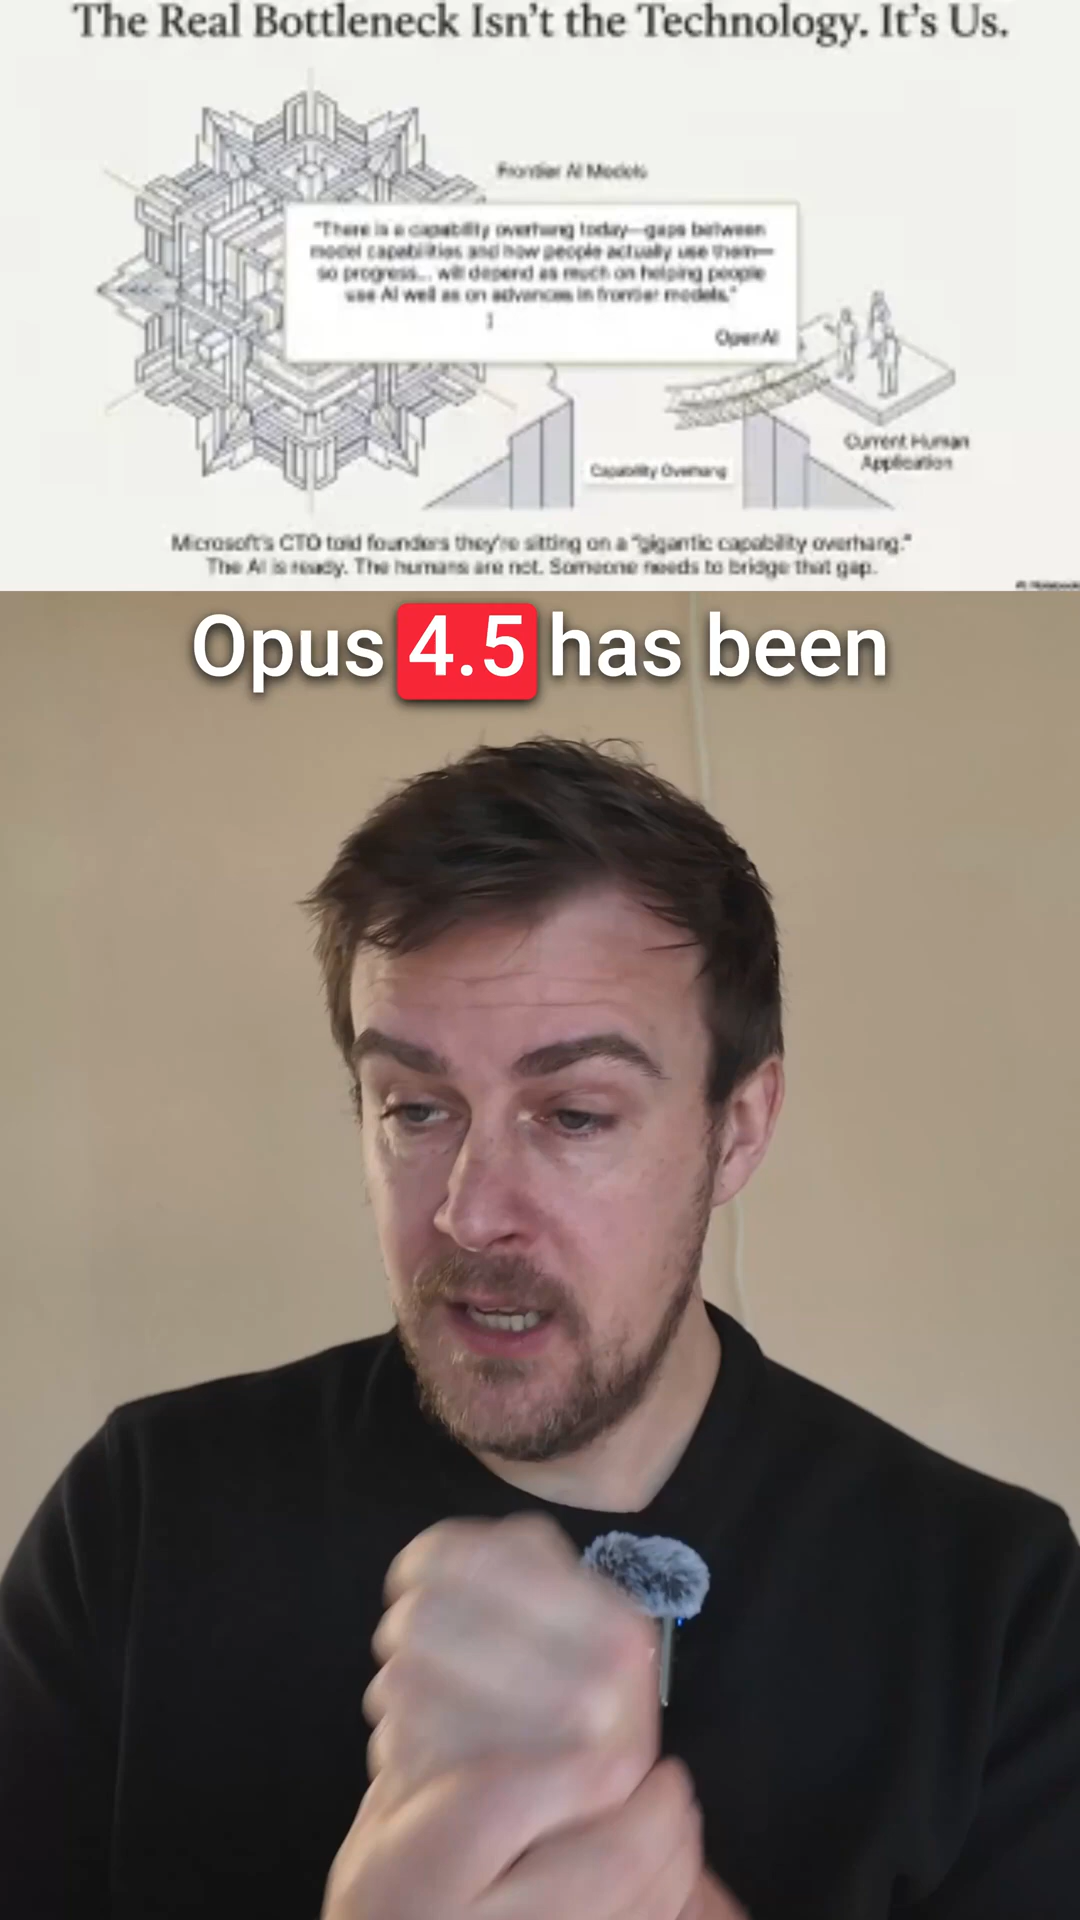 The Real Bottleneck Isn't the Technology. It's Us.
Frontier AI Models
"There is a capability overhang today—gaps between
model capabilities and how people actually use them—
so progress... will depend as much on helping people
use AI well as on advances in frontier models."
OpenAI
Current Human
Application
Capability Overhang
Microsoft's CTO told founders they're sitting on a "gigantic capability overhang."
The AI is ready. The humans are not. Someone needs to bridge that gap.
Opus 4.5 has been